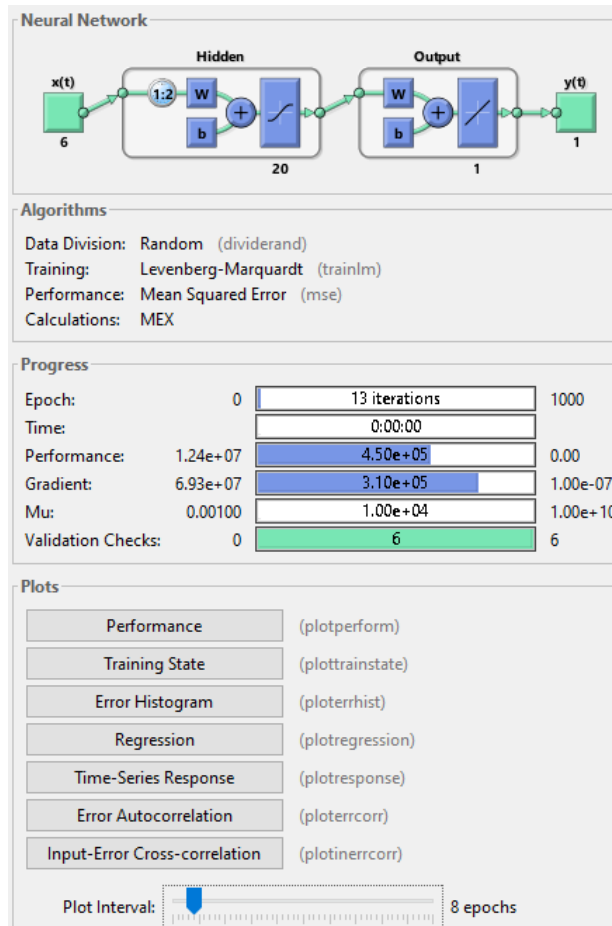 Neural Network
Hidden
Output
x(t)
1:2
W
b
+
W
b
+
y(t)
6
20
1
1
Algorithms
Data Division: Random (dividerand)
Training: Levenberg-Marquardt (trainlm)
Performance: Mean Squared Error (mse)
Calculations: MEX
Progress
Epoch: 0 13 iterations 1000
Time: 0:00:00
Performance: 1.24e+07 4.50e+05 0.00
Gradient: 6.93e+07 3.10e+05 1.00e-07
Mu: 0.00100 1.00e+04 1.00e+10
Validation Checks: 0 6 6
Plots
Performance (plotperform)
Training State (plottrainstate)
Error Histogram (ploterrhist)
Regression (plotregression)
Time-Series Response (plotresponse)
Error Autocorrelation (ploterrcorr)
Input-Error Cross-correlation (plotinerrcorr)
Plot Interval: 8 epochs